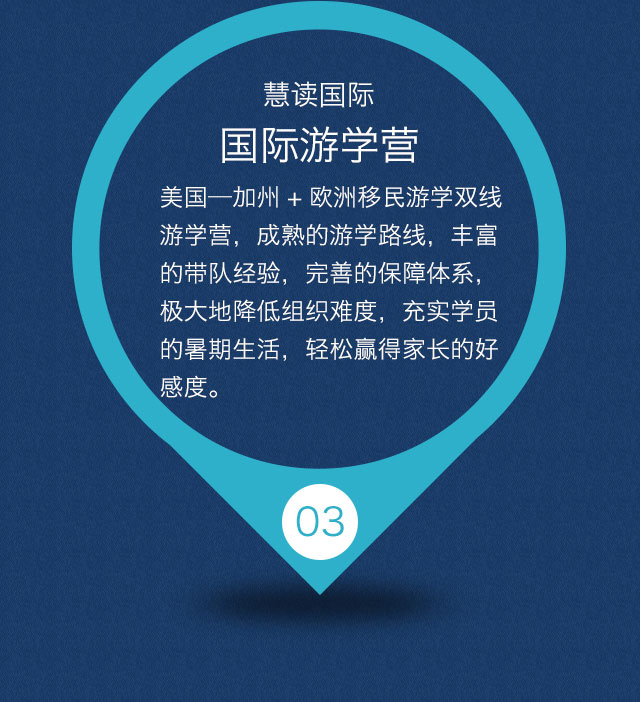 慧读国际
国际游学营
美国—加州 + 欧洲移民游学双线
游学营，成熟的游学路线，丰富
的带队经验，完善的保障体系，
极大地降低组织难度，充实学员
的暑期生活，轻松赢得家长的好
感度。
03